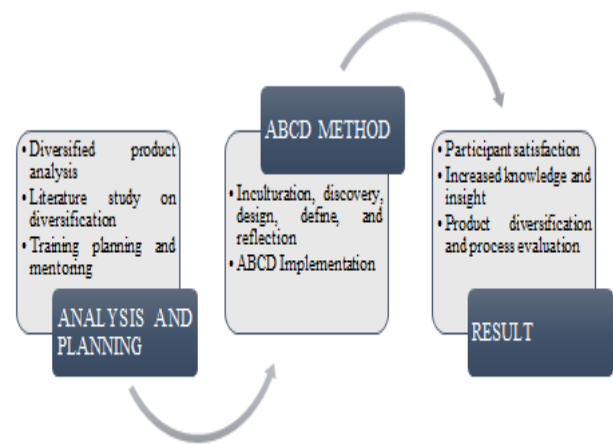 • Diversified product
analysis
• Literature study on
diversification
• Training planning and
mentoring
ANALYSIS AND
PLANNING
ABCD METHOD
• Inculturation, discovery,
design, define, and
reflection
• ABCD Implementation
• Participant satisfaction
• Increased knowledge and
insight
• Product diversification
and process evaluation
RESULT